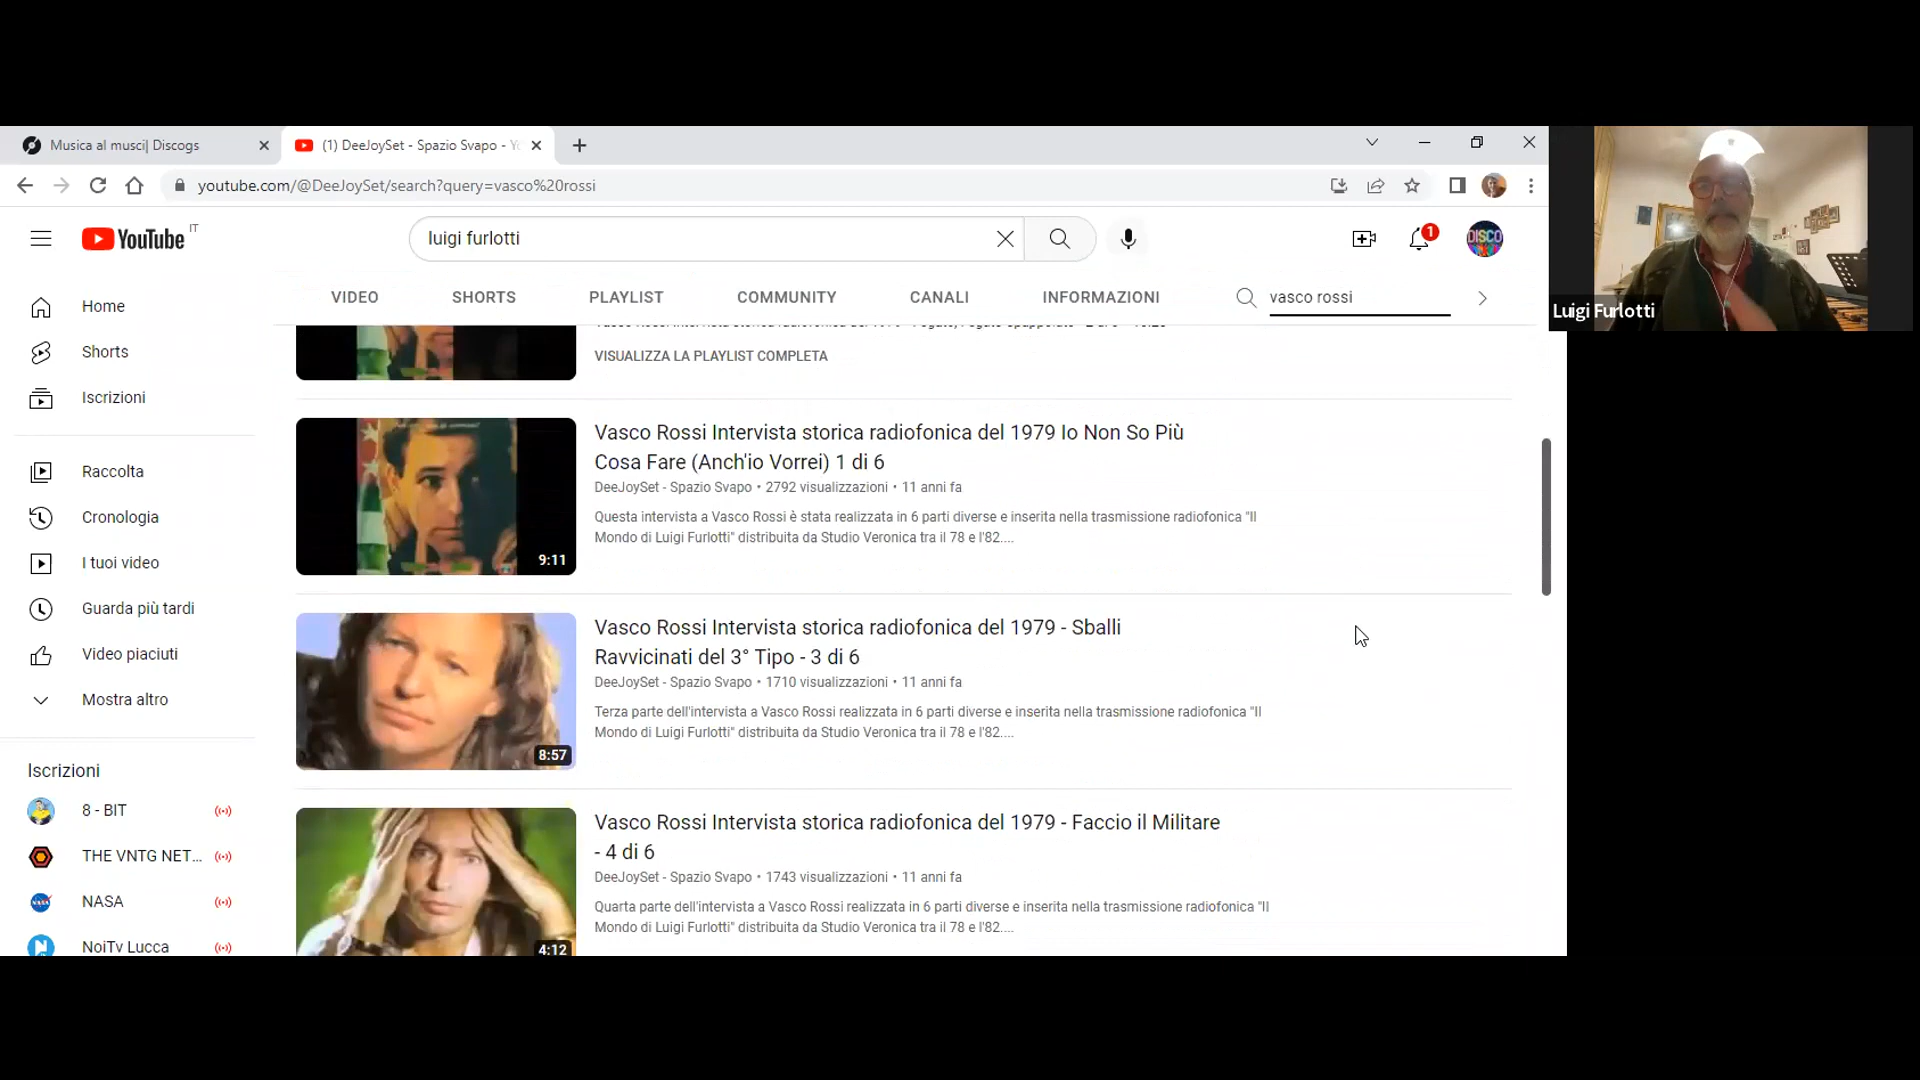 Musica al musci| Discogs
(1) DeeJoySet - Spazio Svapo - Yo
youtube.com/@DeeJoySet/search?query=vasco%20rossi
YouTube IT
luigi furlotti
1
DISCO
VIDEO SHORTS PLAYLIST COMMUNITY CANALI INFORMAZIONI vasco rossi
Luigi Furlotti
Home
Shorts
Iscrizioni
Raccolta
Cronologia
I tuoi video
Guarda più tardi
Video piaciuti
Mostra altro
Iscrizioni
8 - BIT
THE VNTG NET...
NASA
NoiTv Lucca
VISUALIZZA LA PLAYLIST COMPLETA
9:11
Vasco Rossi Intervista storica radiofonica del 1979 Io Non So Più
Cosa Fare (Anch'io Vorrei) 1 di 6
DeeJoySet - Spazio Svapo • 2792 visualizzazioni • 11 anni fa
Questa intervista a Vasco Rossi è stata realizzata in 6 parti diverse e inserita nella trasmissione radiofonica "Il
Mondo di Luigi Furlotti" distribuita da Studio Veronica tra il 78 e l'82....
8:57
Vasco Rossi Intervista storica radiofonica del 1979 - Sballi
Ravvicinati del 3° Tipo - 3 di 6
DeeJoySet - Spazio Svapo • 1710 visualizzazioni • 11 anni fa
Terza parte dell'intervista a Vasco Rossi realizzata in 6 parti diverse e inserita nella trasmissione radiofonica "Il
Mondo di Luigi Furlotti" distribuita da Studio Veronica tra il 78 e l'82....
4:12
Vasco Rossi Intervista storica radiofonica del 1979 - Faccio il Militare
- 4 di 6
DeeJoySet - Spazio Svapo • 1743 visualizzazioni • 11 anni fa
Quarta parte dell'intervista a Vasco Rossi realizzata in 6 parti diverse e inserita nella trasmissione radiofonica "Il
Mondo di Luigi Furlotti" distribuita da Studio Veronica tra il 78 e l'82....